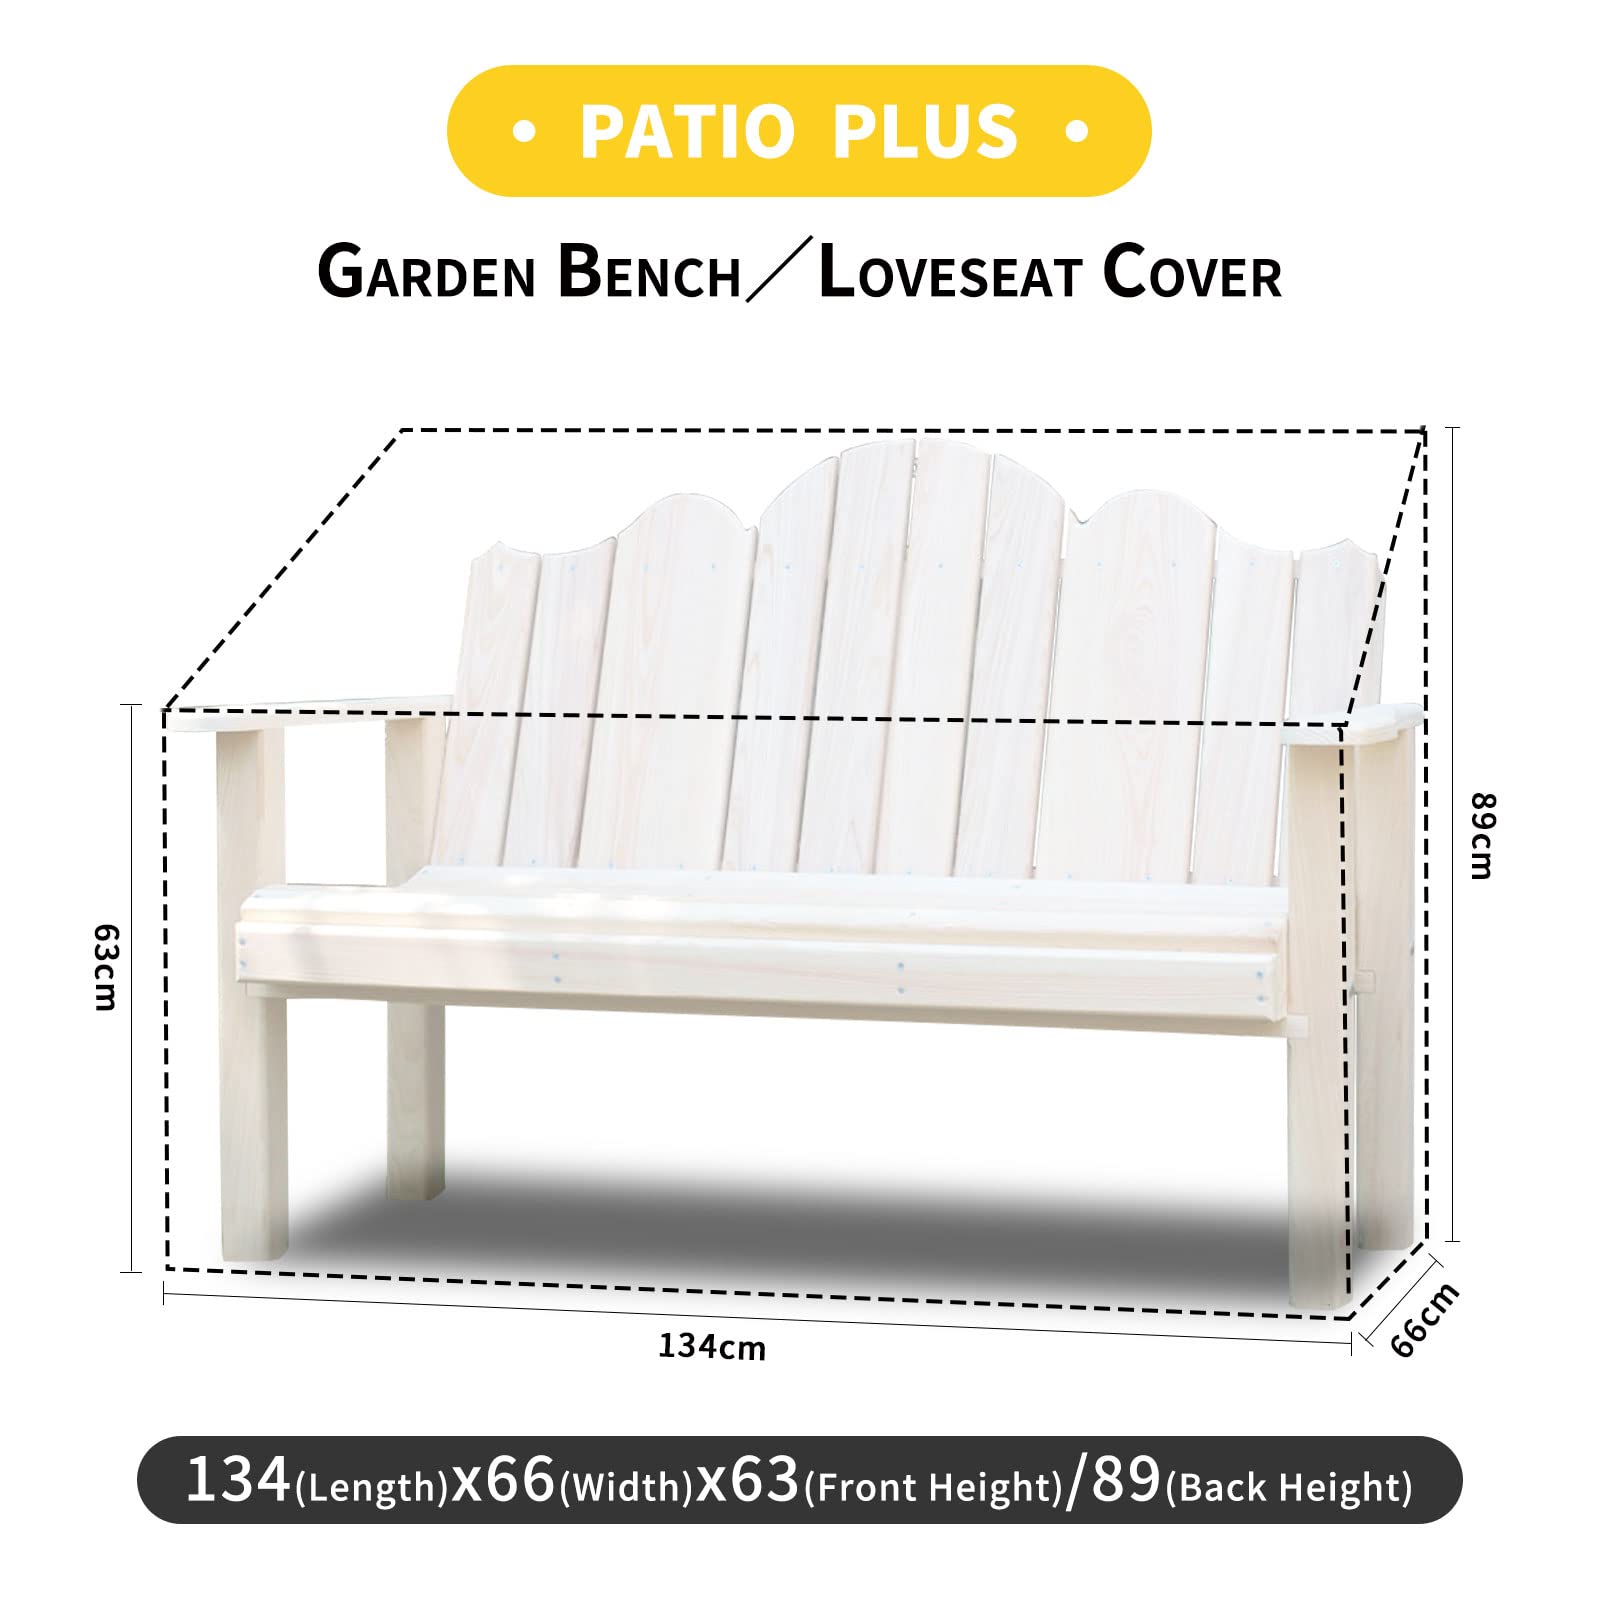 • PATIO PLUS •
GARDEN BENCH／LOVESEAT COVER
89cm
63cm
134cm
66cm
134(Length)x66(Width)x63(Front Height)/89(Back Height)